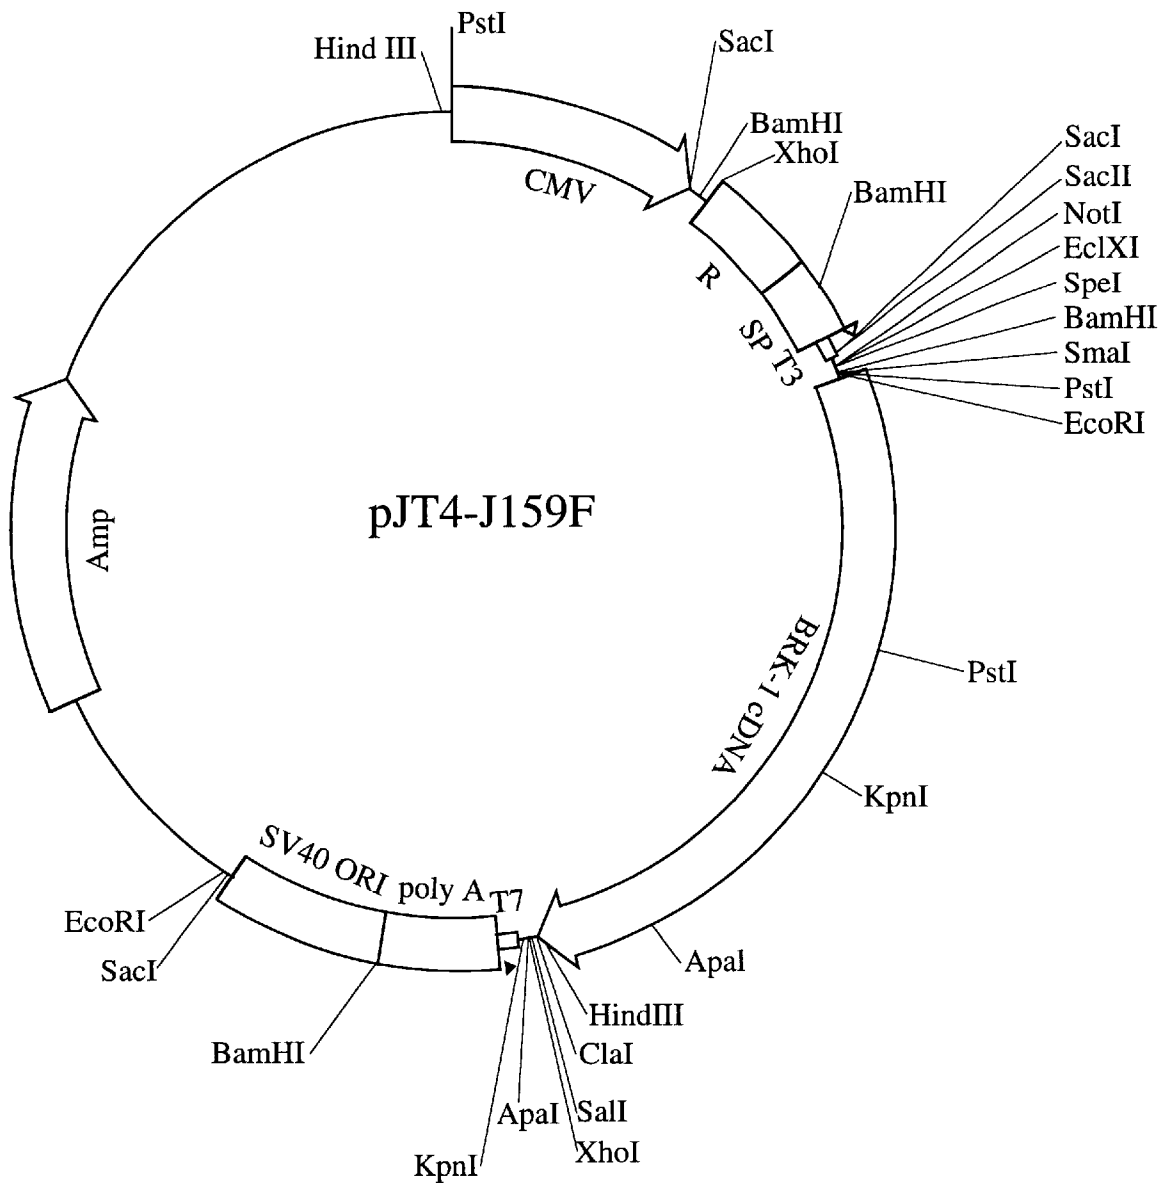 PstI
Hind III
SacI
BamHI
XhoI
BamHI
SacI
SacII
NotI
EclXI
SpeI
BamHI
SmaI
PstI
EcoRI
CMV
R
SP
T3
pJT4-J159F
Amp
BRK-1 cDNA
PstI
KpnI
ApaI
SV40 ORI
poly A
T7
EcoRI
SacI
BamHI
HindIII
ClaI
SalI
XhoI
ApaI
KpnI